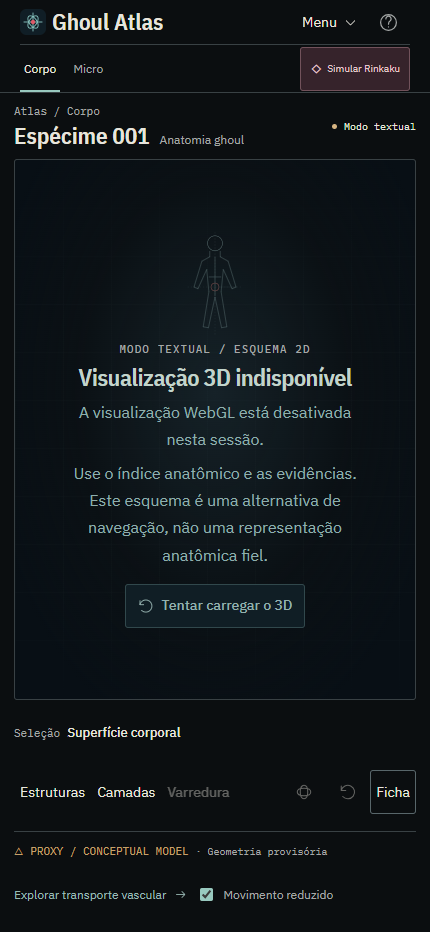 Ghoul Atlas
Menu
Corpo
Micro
Simular Rinkaku
Atlas / Corpo
Espécime 001
Anatomia ghoul
Modo textual
MODO TEXTUAL / ESQUEMA 2D
Visualização 3D indisponível
A visualização WebGL está desativada
nesta sessão.
Use o índice anatômico e as evidências.
Este esquema é uma alternativa de
navegação, não uma representação
anatômica fiel.
Tentar carregar o 3D
Seleção Superfície corporal
Estruturas
Camadas
Varredura
Ficha
PROXY / CONCEPTUAL MODEL · Geometria provisória
Explorar transporte vascular →
Movimento reduzido